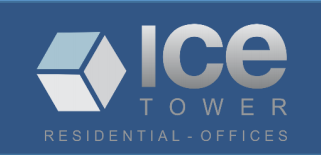 ice
TOWER
RESIDENTIAL - OFFICES